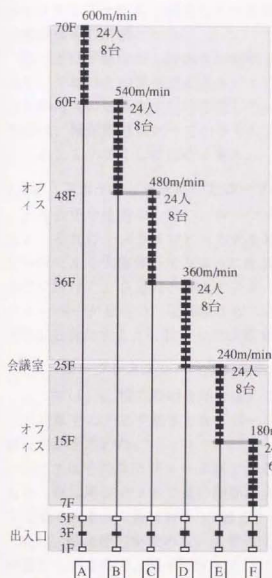 600m/min
70F
24人
8台
540m/min
60F
24人
8台
480m/min
オフ
ィス
48F
24人
8台
360m/min
36F
24人
8台
240m/min
会議室
25F
24人
8台
180m
オフ
ィス
15F
24
6
7F
5F
出入口
3F
1F
A
B
C
D
E
F